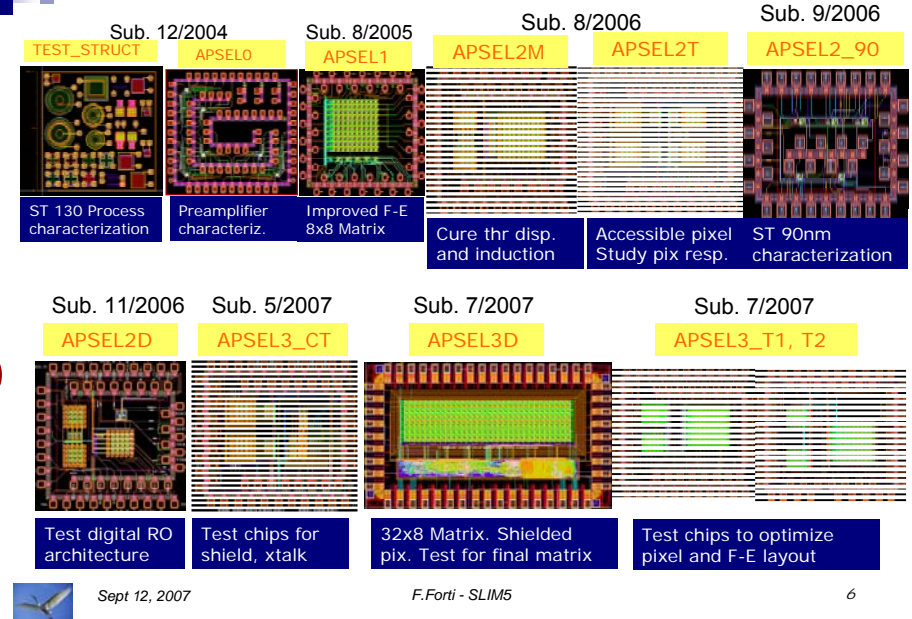 Sub. 12/2004
Sub. 8/2005
Sub. 8/2006
Sub. 9/2006
TEST_STRUCT
APSEL0
APSEL1
APSEL2M
APSEL2T
APSEL2_90
ST 130 Process
characterization
Preamplifier
characteriz.
Improved F-E
8x8 Matrix
Cure thr disp.
and induction
Accessible pixel
Study pix resp.
ST 90nm
characterization
Sub. 11/2006
Sub. 5/2007
Sub. 7/2007
Sub. 7/2007
APSEL2D
APSEL3_CT
APSEL3D
APSEL3_T1, T2
Test digital RO
architecture
Test chips for
shield, xtalk
32x8 Matrix. Shielded
pix. Test for final matrix
Test chips to optimize
pixel and F-E layout
Sept 12, 2007
F.Forti - SLIM5
6